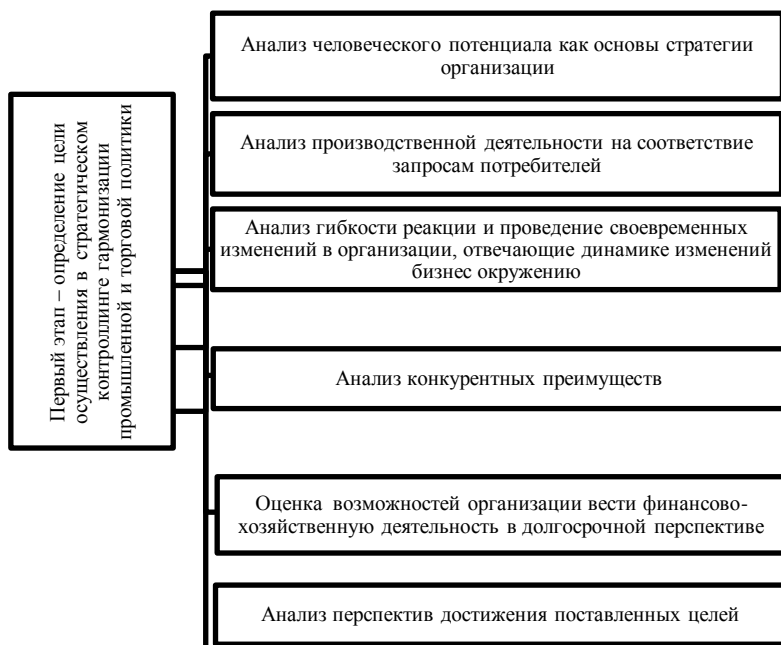 Первый этап – определение цели
осуществления в стратегическом
контроллинге гармонизации
промышленной и торговой политики
Анализ человеческого потенциала как основы стратегии
организации
Анализ производственной деятельности на соответствие
запросам потребителей
Анализ гибкости реакции и проведение своевременных
изменений в организации, отвечающие динамике изменений
бизнес окружению
Анализ конкурентных преимуществ
Оценка возможностей организации вести финансово-
хозяйственную деятельность в долгосрочной перспективе
Анализ перспектив достижения поставленных целей